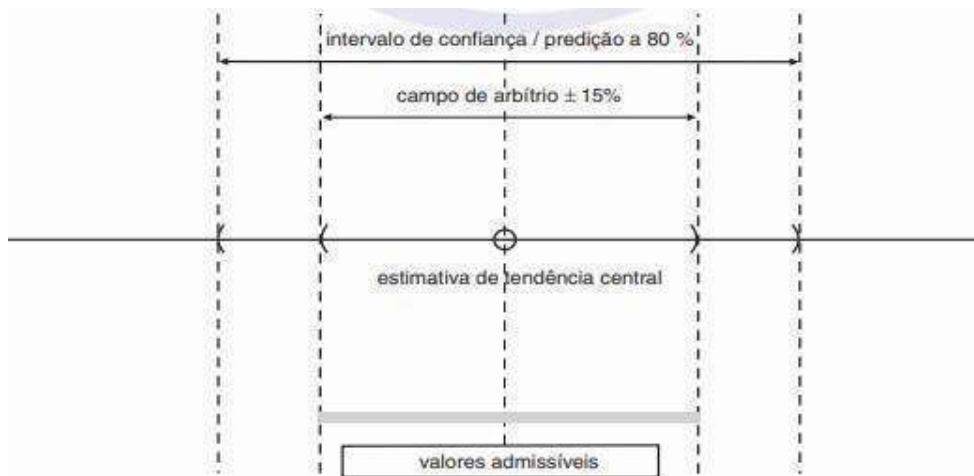 intervalo de confiança / predição a 80 %
campo de arbítrio ± 15%
estimativa de tendência central
valores admissíveis